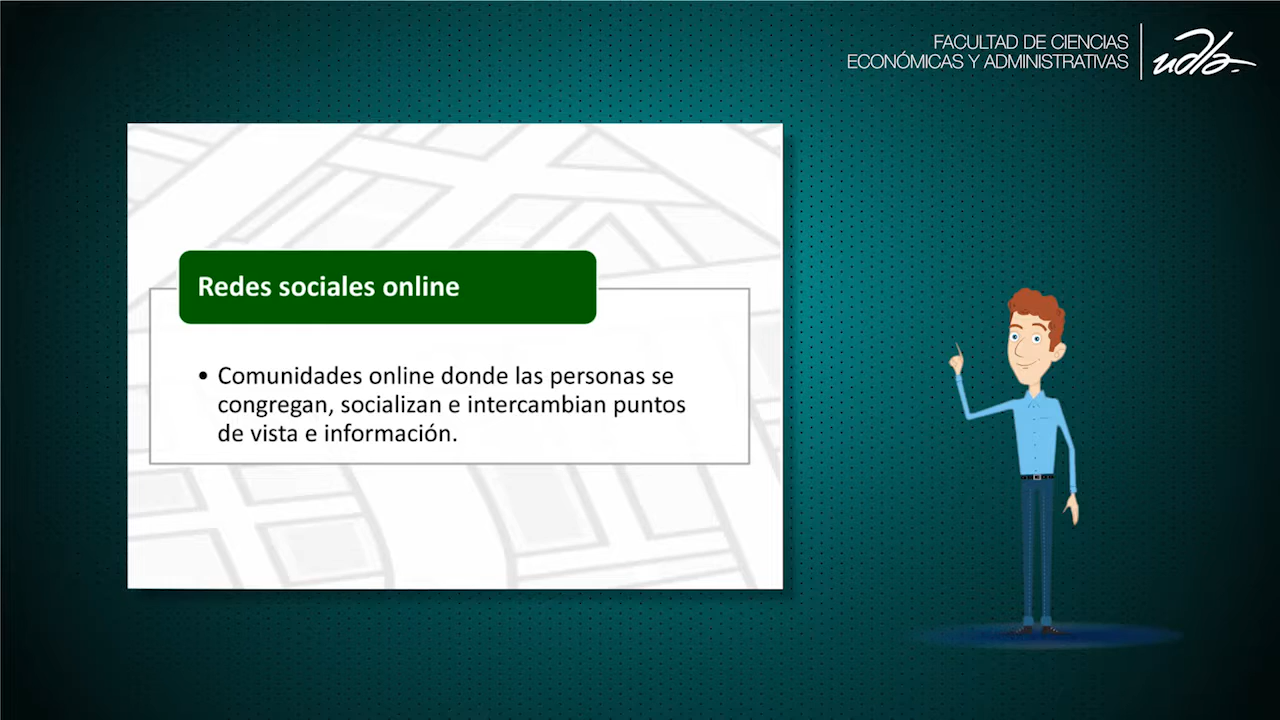 FACULTAD DE CIENCIAS
ECONÓMICAS Y ADMINISTRATIVAS
udla-
Redes sociales online
• Comunidades online donde las personas se
congregan, socializan e intercambian puntos
de vista e información.